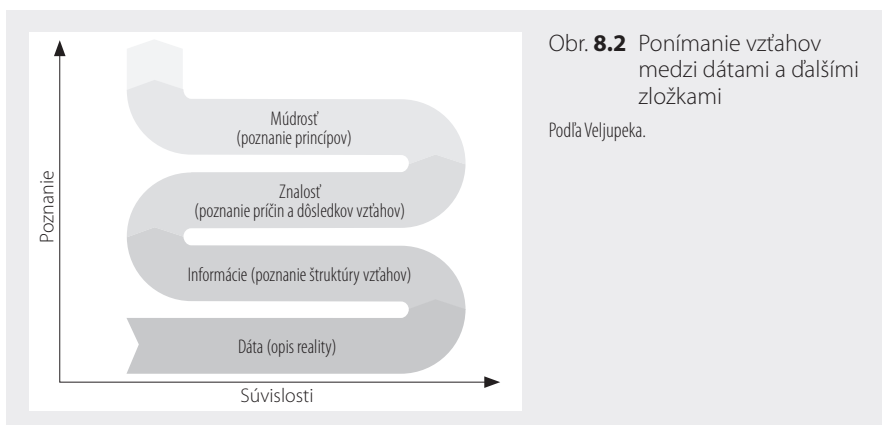 Obr. 8.2 Ponímanie vzťahov
medzi dátami a ďalšími
zložkami
Podľa Veljupeka.
Poznanie
Múdrosť
(poznanie princípov)
Znalosť
(poznanie príčin a dôsledkov vzťahov)
Informácie (poznanie štruktúry vzťahov)
Dáta (opis reality)
Súvislosti